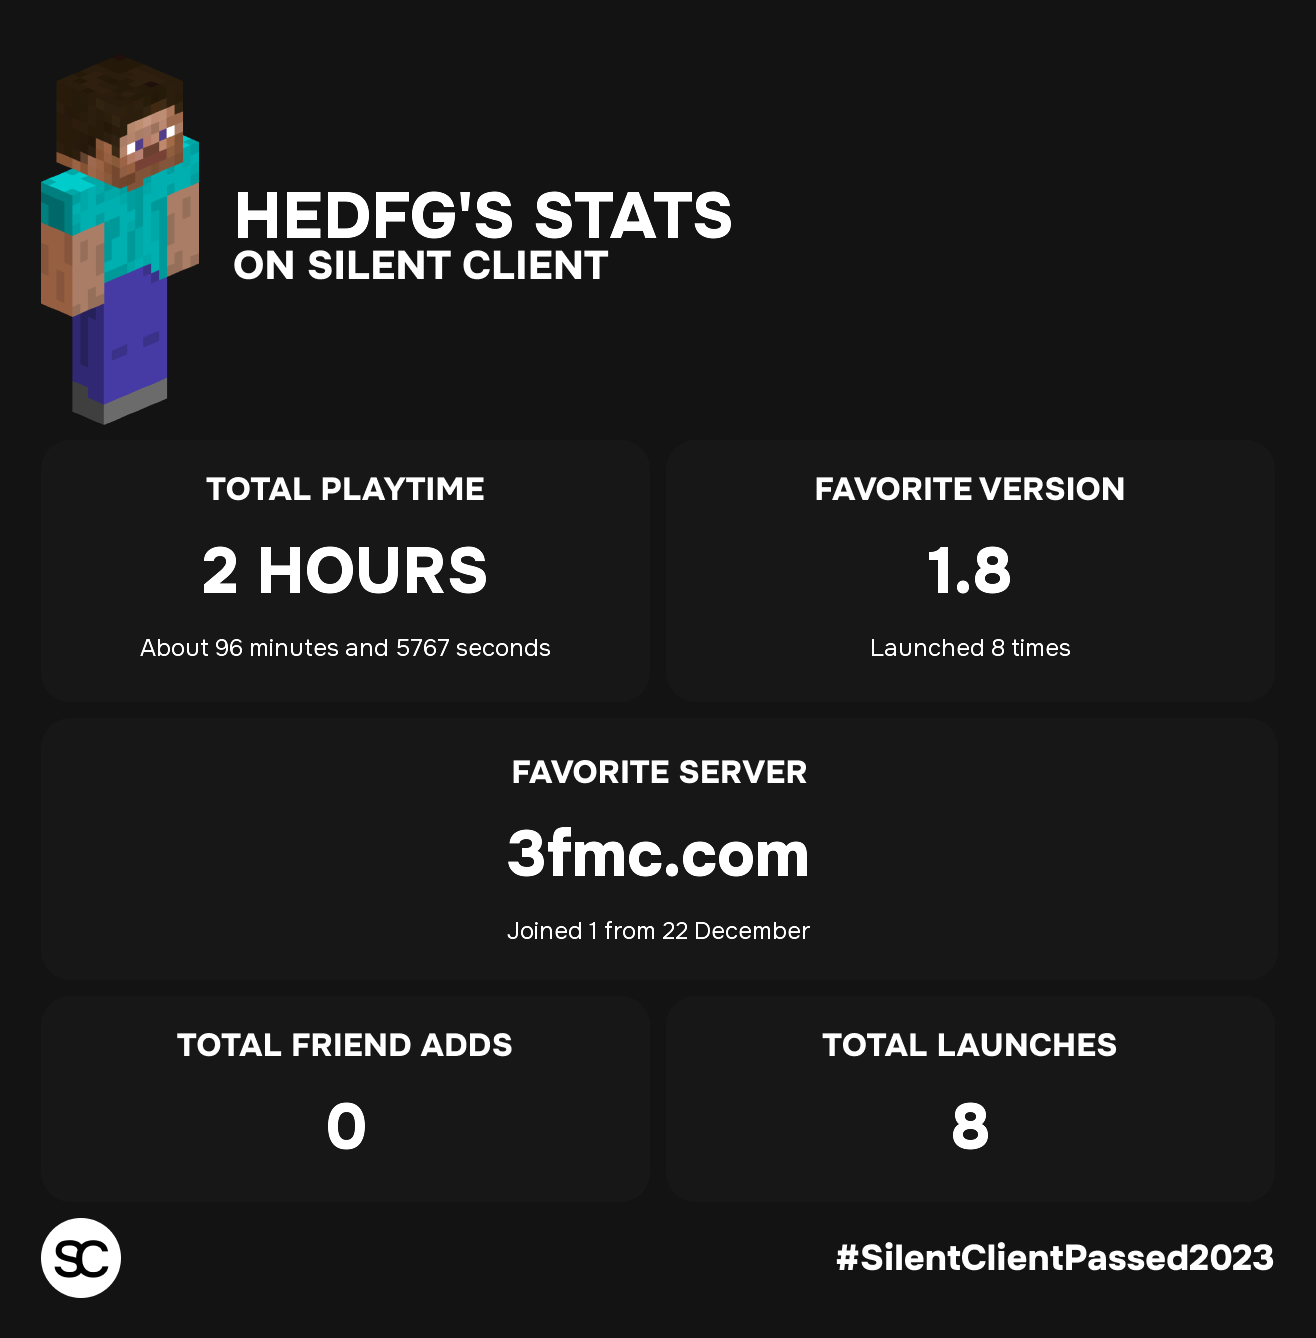 HEDFG'S STATS
ON SILENT CLIENT
TOTAL PLAYTIME
2 HOURS
About 96 minutes and 5767 seconds
FAVORITE VERSION
1.8
Launched 8 times
FAVORITE SERVER
3fmc.com
Joined 1 from 22 December
TOTAL FRIEND ADDS
0
TOTAL LAUNCHES
8
SC
#SilentClientPassed2023